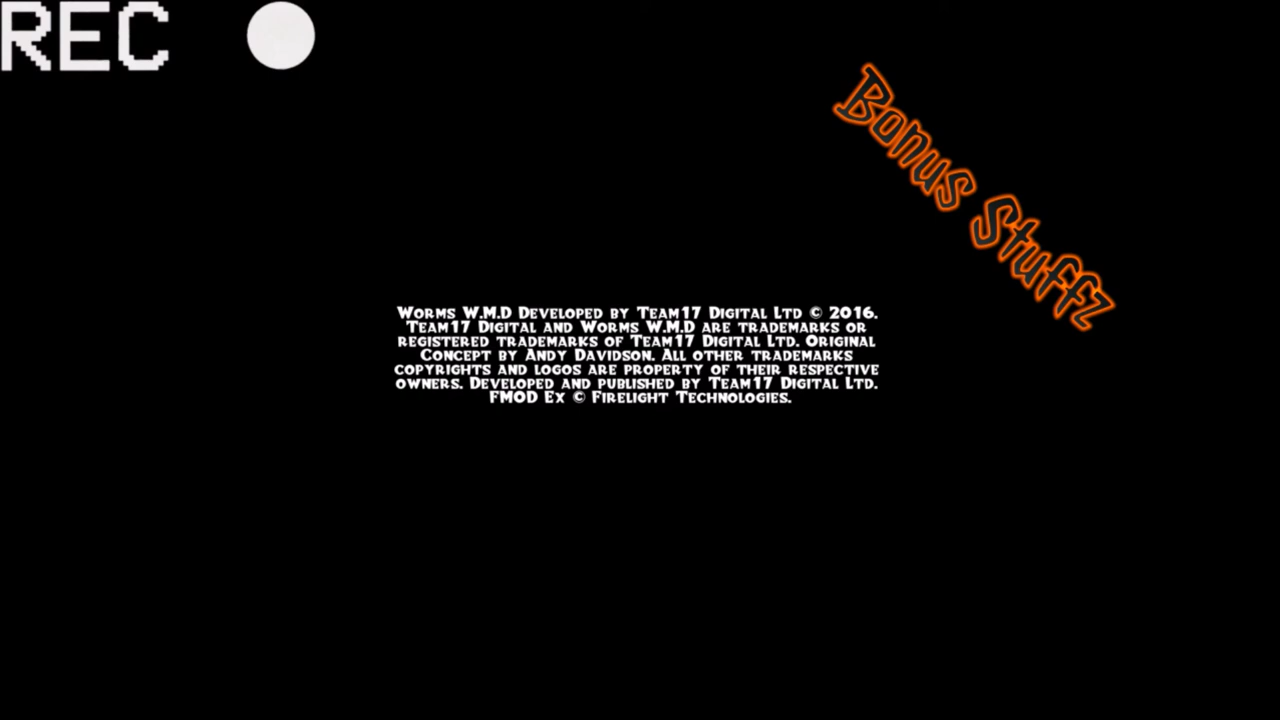 REC
Bonus Stuffz
Worms W.M.D Developed by Team17 Digital Ltd © 2016.
Team17 Digital and Worms W.M.D are trademarks or
registered trademarks of Team17 Digital Ltd. Original
Concept by Andy Davidson. All other trademarks
copyrights and logos are property of their respective
owners. Developed and published by Team17 Digital Ltd.
FMOD Ex © Firelight Technologies.